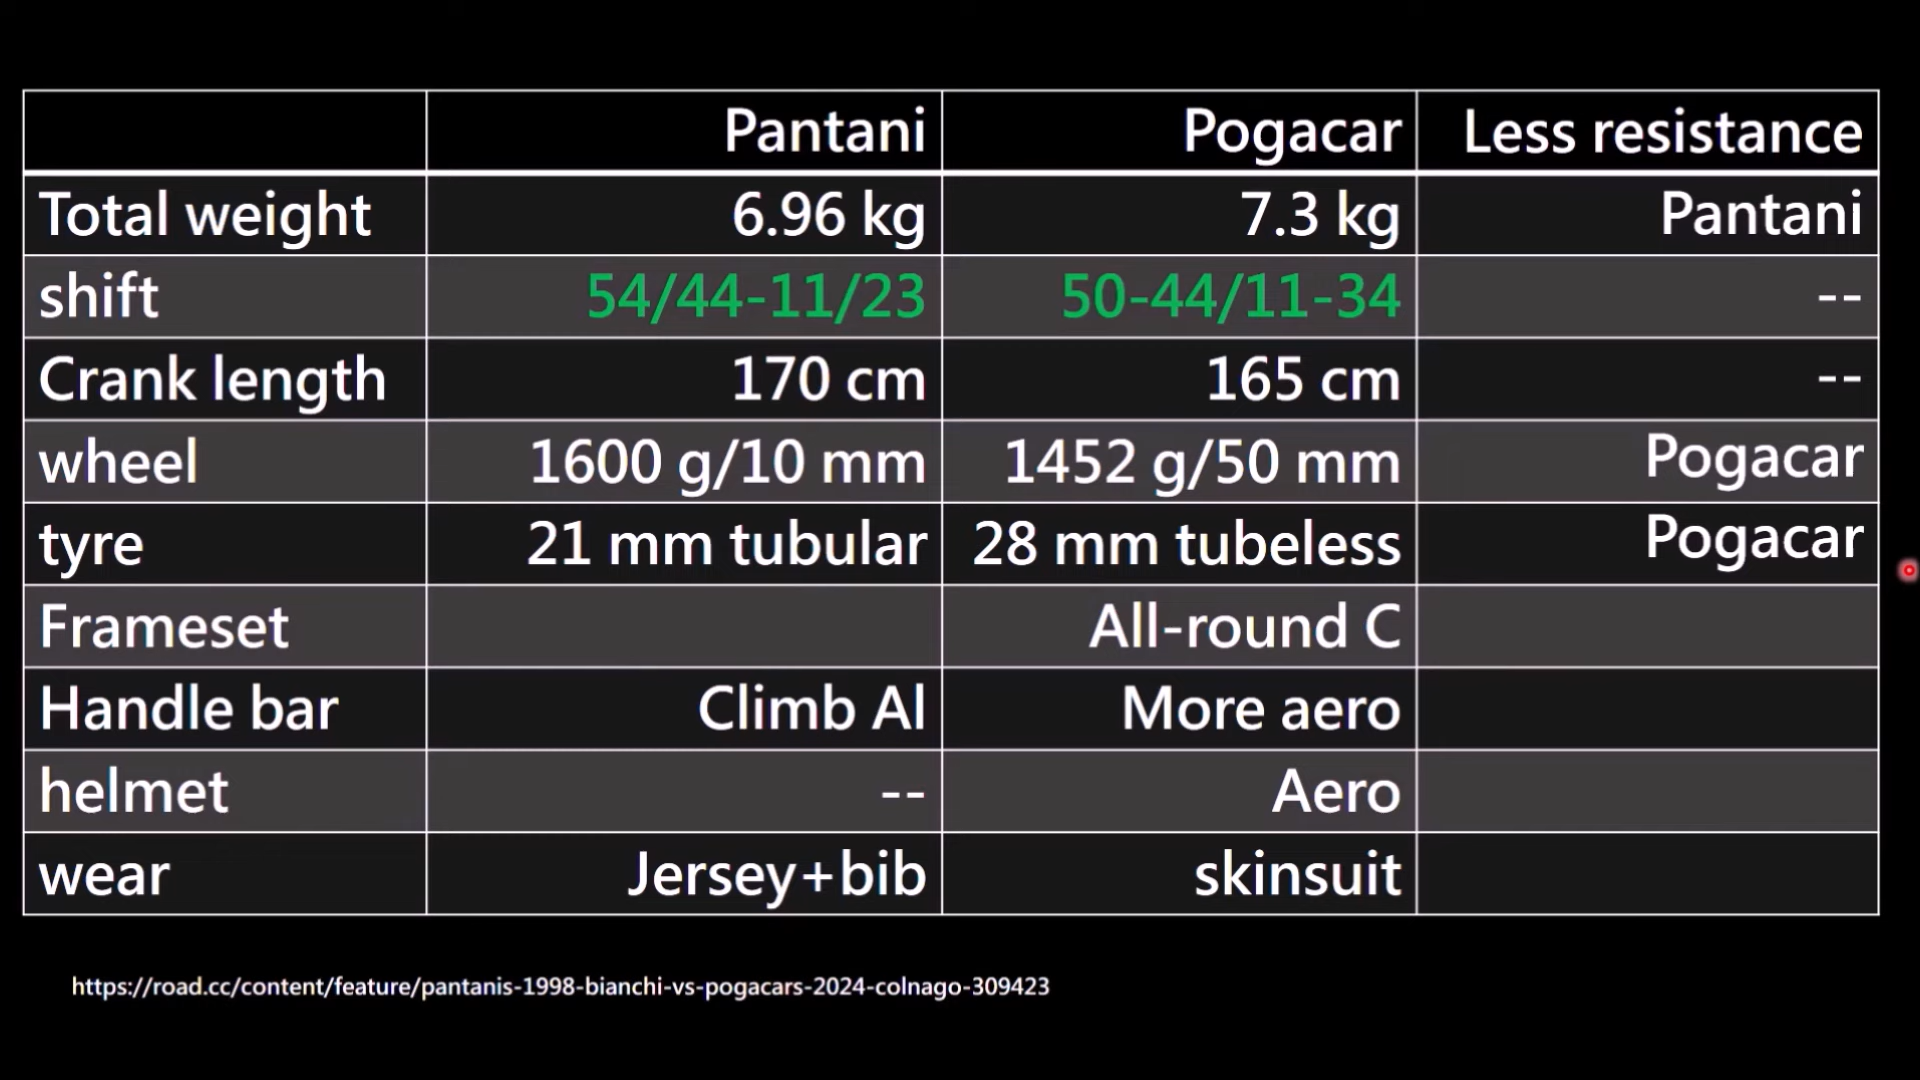 Pantani Pogacar Less resistance
Total weight 6.96 kg 7.3 kg Pantani
shift 54/44-11/23 50-44/11-34 --
Crank length 170 cm 165 cm --
wheel 1600 g/10 mm 1452 g/50 mm Pogacar
tyre 21 mm tubular 28 mm tubeless Pogacar
Frameset All-round C
Handle bar Climb Al More aero
helmet -- Aero
wear Jersey+bib skinsuit
https://road.cc/content/feature/pantanis-1998-bianchi-vs-pogacars-2024-colnago-309423